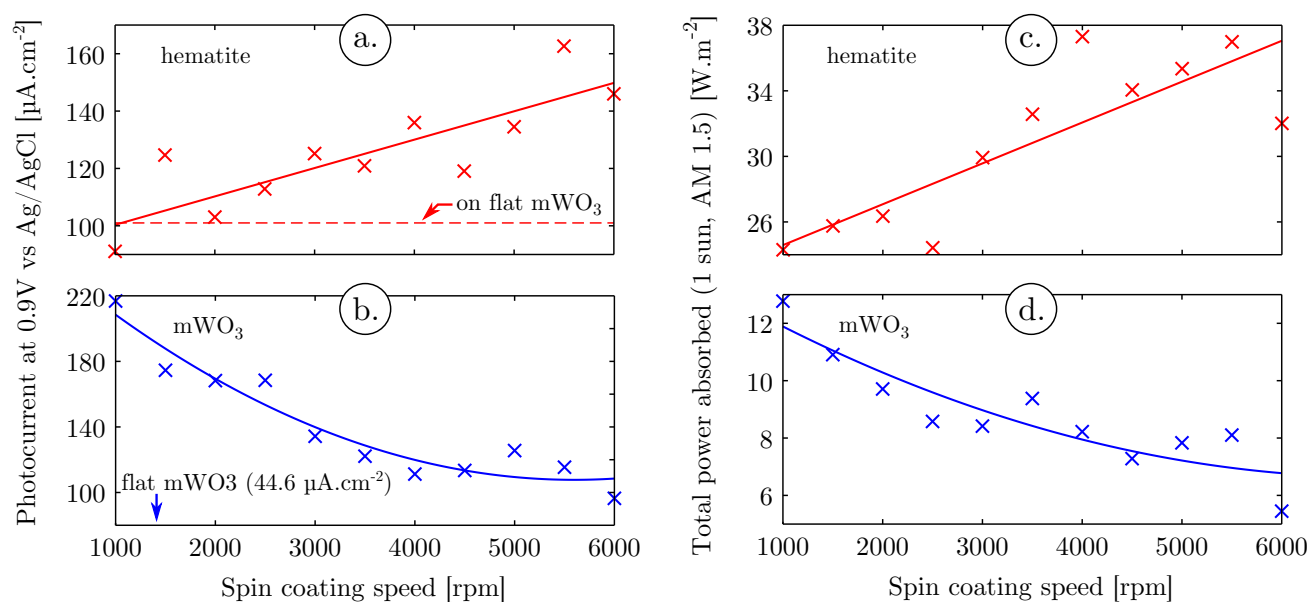 Photocurrent at 0.9V vs Ag/AgCl [µA.cm-2]
a.
hematite
160
140
120
100
on flat mWO3
b.
mWO3
220
180
140
100
flat mWO3 (44.6 µA.cm-2)
1000 2000 3000 4000 5000 6000
Spin coating speed [rpm]
Total power absorbed (1 sun, AM 1.5) [W.m-2]
c.
hematite
38
34
30
26
d.
mWO3
12
10
8
6
1000 2000 3000 4000 5000 6000
Spin coating speed [rpm]